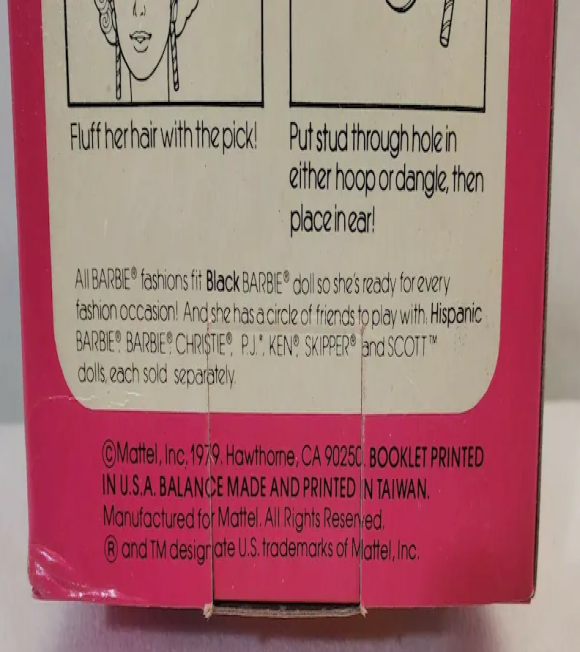 Fluff her hair with the pick!
Put stud through hole in
either hoop or dangle, then
place in ear!
All BARBIE® fashions fit Black BARBIE® doll so she's ready for every
fashion occasion! And she has a circle of friends to play with: Hispanic
BARBIE®, BARBIE®, CHRISTIE®, P.J.®, KEN®, SKIPPER® and SCOTT™
dolls, each sold separately.
©Mattel, Inc. 1979. Hawthorne, CA 90250. BOOKLET PRINTED
IN U.S.A. BALANCE MADE AND PRINTED IN TAIWAN.
Manufactured for Mattel. All Rights Reserved.
® and TM designate U.S. trademarks of Mattel, Inc.